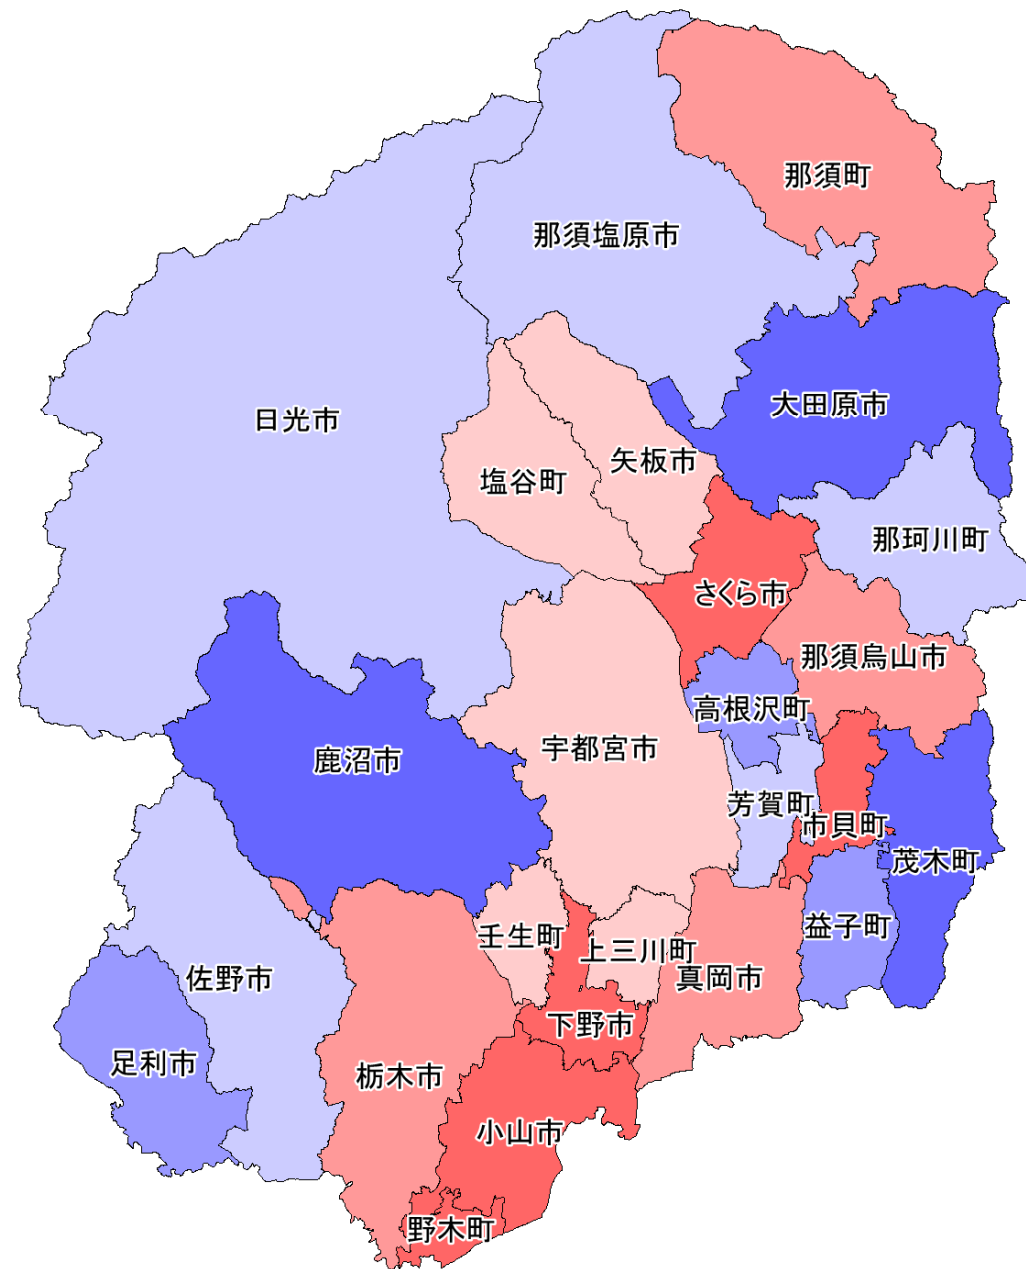 那須町
那須塩原市
大田原市
日光市
矢板市
塩谷町
那珂川町
さくら市
那須烏山市
高根沢町
宇都宮市
鹿沼市
芳賀町
市貝町
茂木町
益子町
壬生町
上三川町
真岡市
佐野市
下野市
足利市
栃木市
小山市
野木町